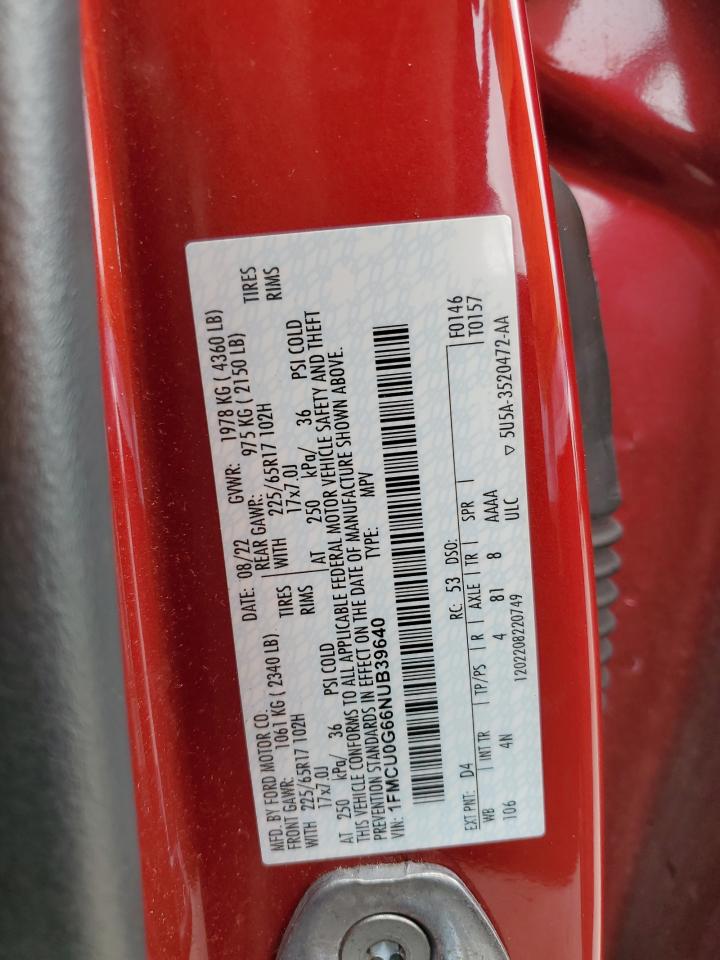 MFD. BY FORD MOTOR CO. DATE: 08/22 GVWR: 1978 KG ( 4360 LB)
FRONT GAWR: 1061 KG ( 2340 LB) REAR GAWR: 975 KG ( 2150 LB)
WITH 225/65R17 102H TIRES WITH 225/65R17 102H TIRES
17x7.0J RIMS 17x7.0J RIMS
AT 250 kPa/ 36 PSI COLD AT 250 kPa/ 36 PSI COLD
THIS VEHICLE CONFORMS TO ALL APPLICABLE FEDERAL MOTOR VEHICLE SAFETY AND THEFT
PREVENTION STANDARDS IN EFFECT ON THE DATE OF MANUFACTURE SHOWN ABOVE.
VIN: 1FMCU0G66NUB39640 TYPE: MPV
F0146
EXT PNT: D4 RC: 53 DSO: T0157
WB INT TR TP/PS R AXLE TR SPR
106 4N 4 81 8 AAAA
ULC
1202208220749 ▽ 5U5A-3520472-AA